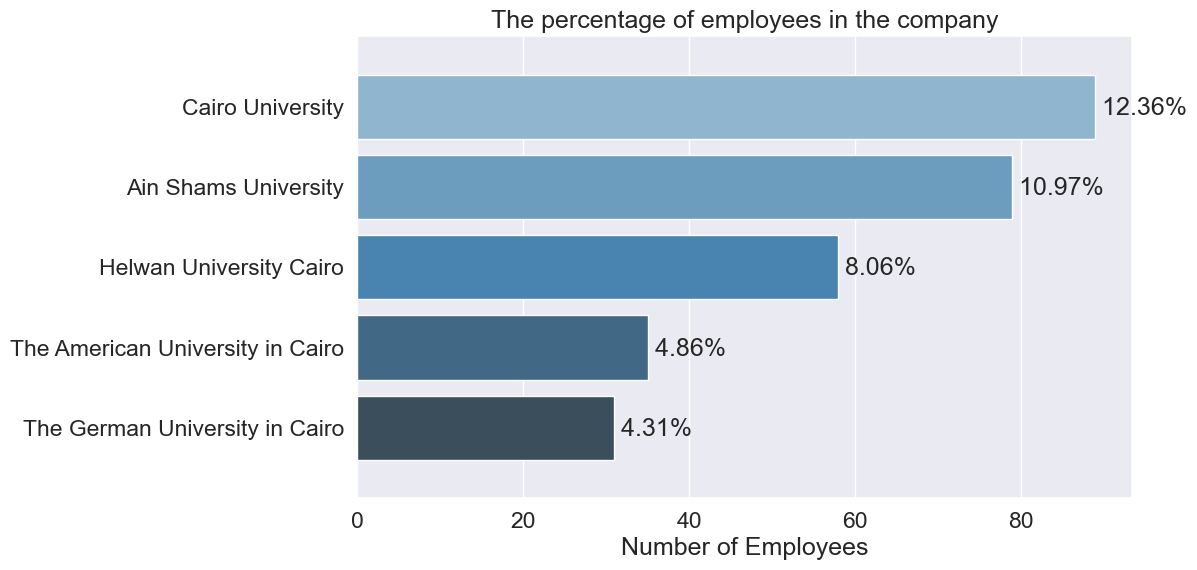 The percentage of employees in the company
Cairo University
12.36%
Ain Shams University
10.97%
Helwan University Cairo
8.06%
The American University in Cairo
4.86%
The German University in Cairo
4.31%
0 20 40 60 80
Number of Employees